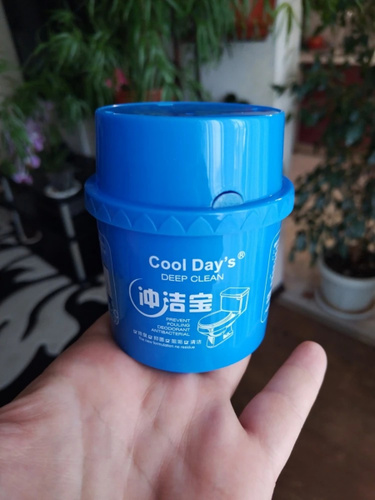 Cool Day's®
DEEP CLEAN
冲洁宝
PREVENT
FOULING
DEODORANT
ANTIBACTERIAL